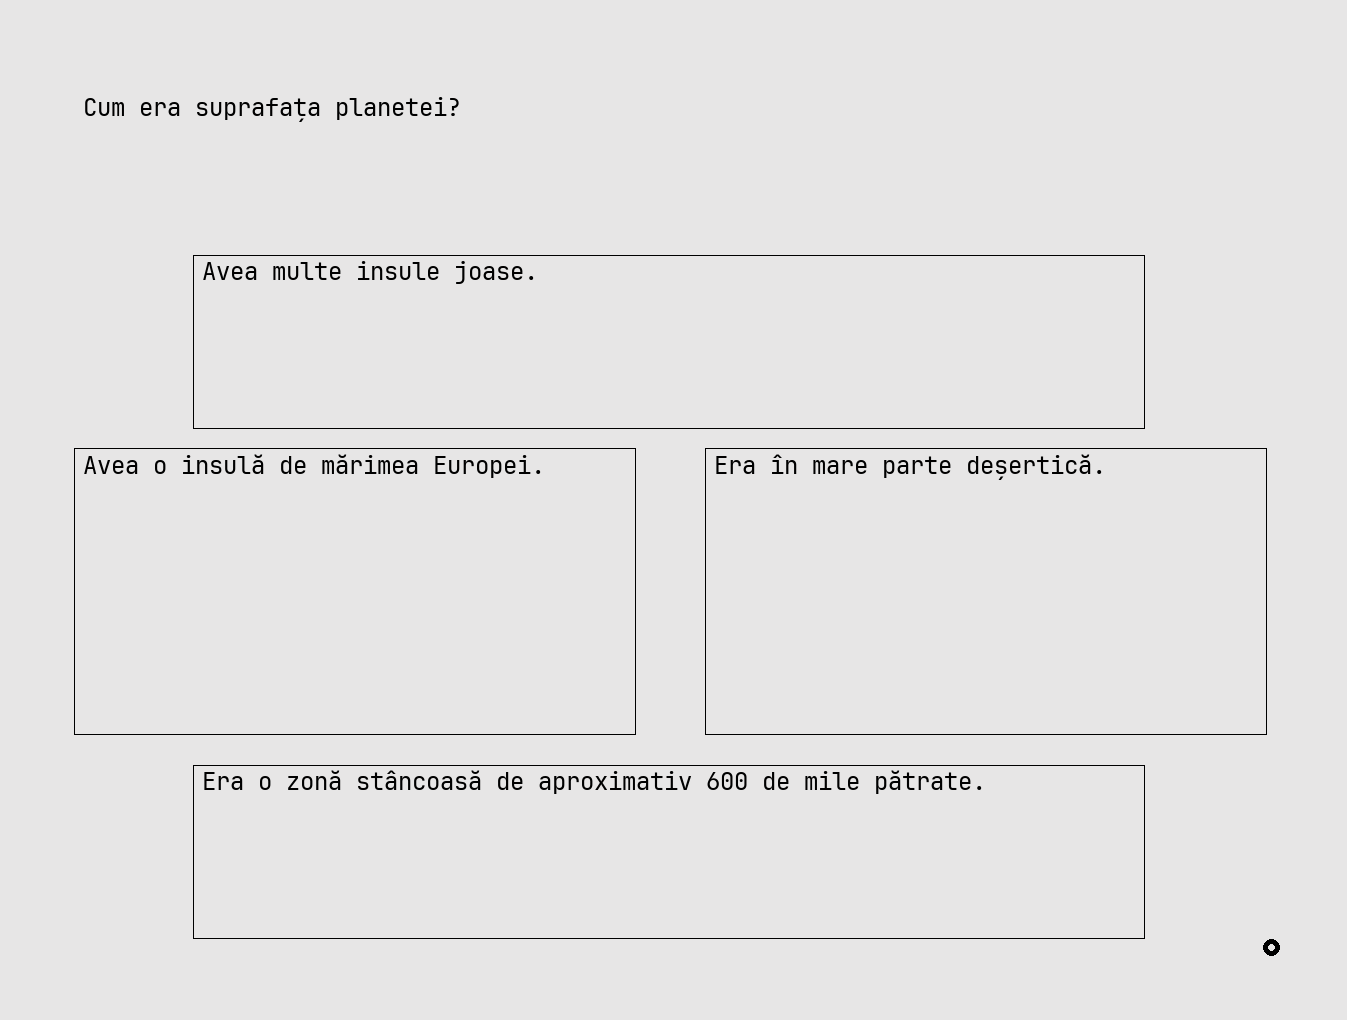 Cum era suprafața planetei?
Avea multe insule joase.
Avea o insulă de mărimea Europei.
Era în mare parte deșertică.
Era o zonă stâncoasă de aproximativ 600 de mile pătrate.